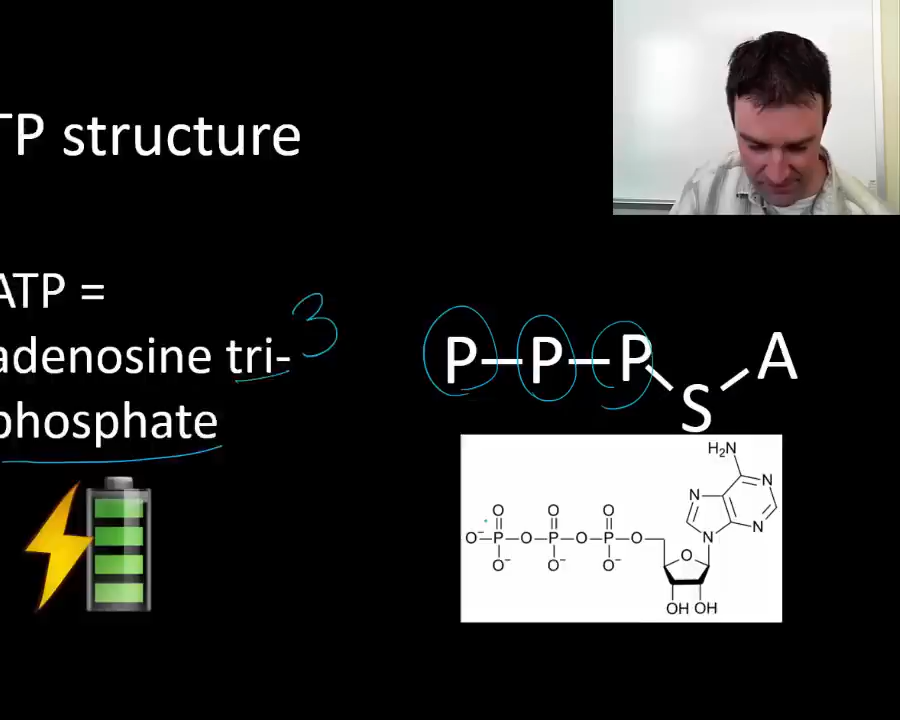 TP structure
ATP =
adenosine tri-
phosphate
3
P—P—P
S
A
H₂N
N
N
N
N
O O O
O⁻ P O P O P O
O⁻ O⁻ O⁻
O
OH OH